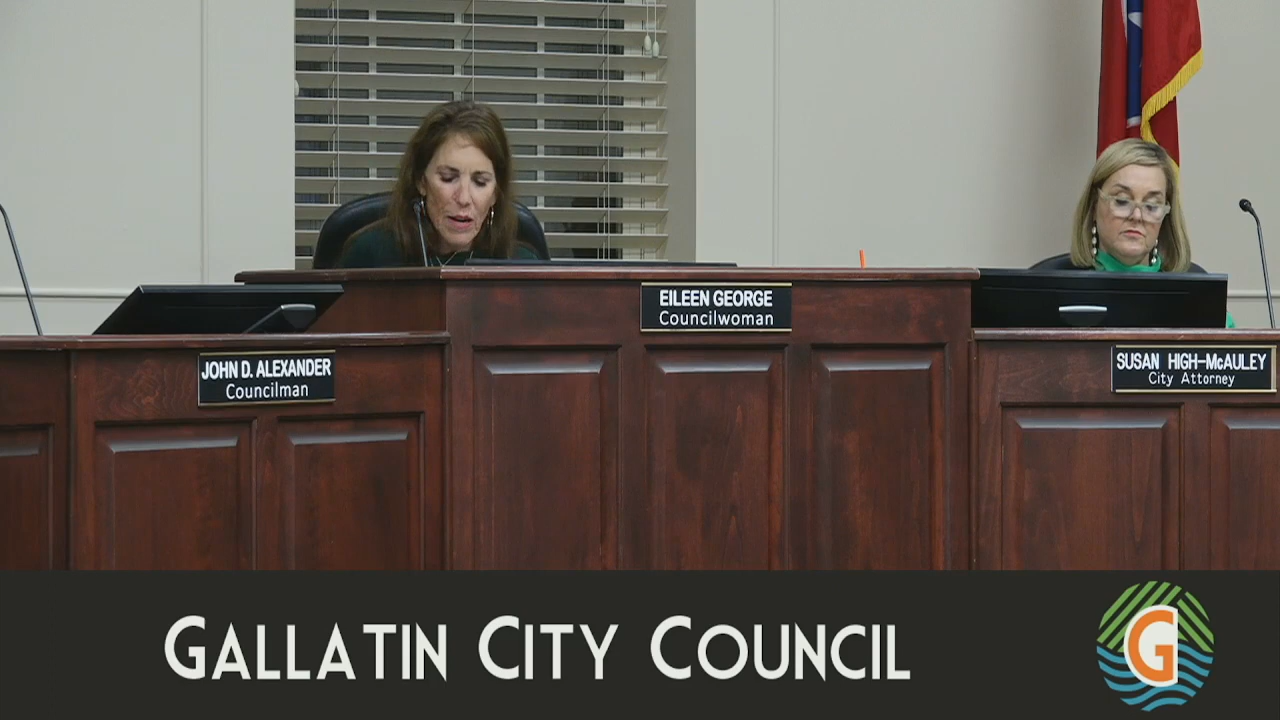 EILEEN GEORGE
Councilwoman
JOHN D. ALEXANDER
Councilman
SUSAN HIGH-McAULEY
City Attorney
GALLATIN CITY COUNCIL
G